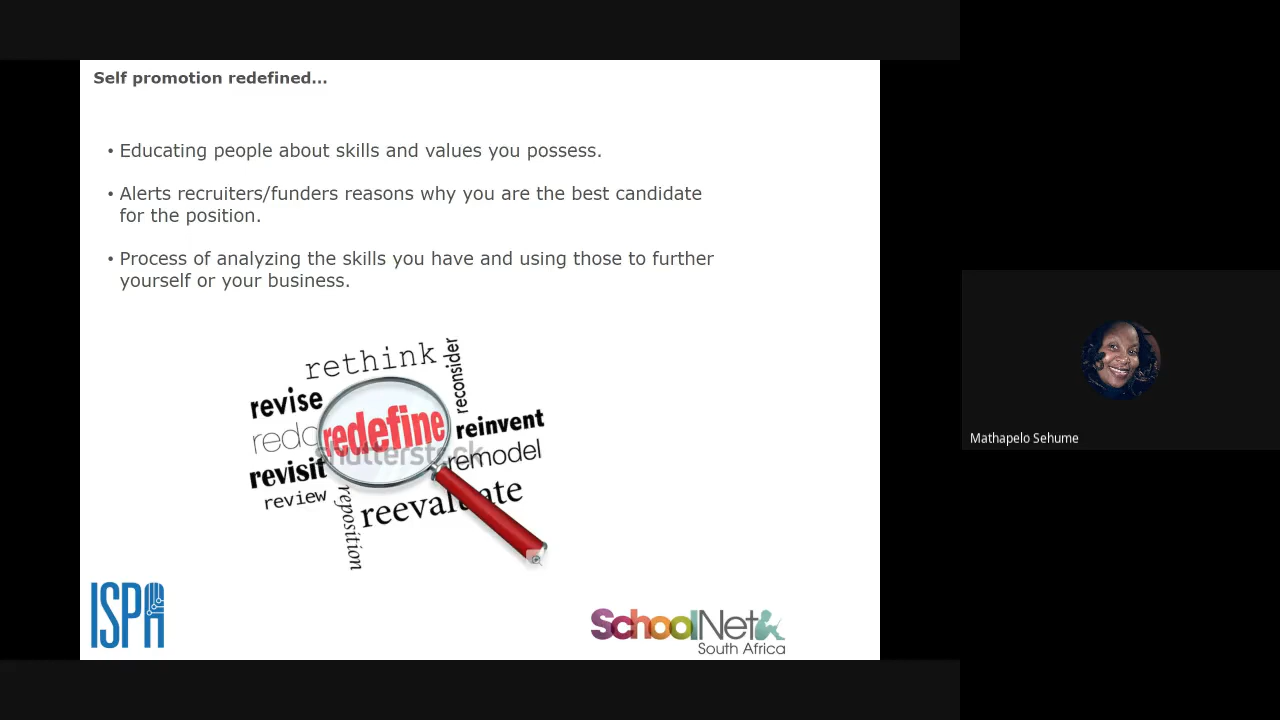 Self promotion redefined...
• Educating people about skills and values you possess.
• Alerts recruiters/funders reasons why you are the best candidate
for the position.
• Process of analyzing the skills you have and using those to further
yourself or your business.
rethink
reconsider
revise
redefine
reinvent
shutterstock
remodel
revisit
review
reevaluate
reposition
ISPA
SchoolNet
South Africa
Mathapelo Sehume